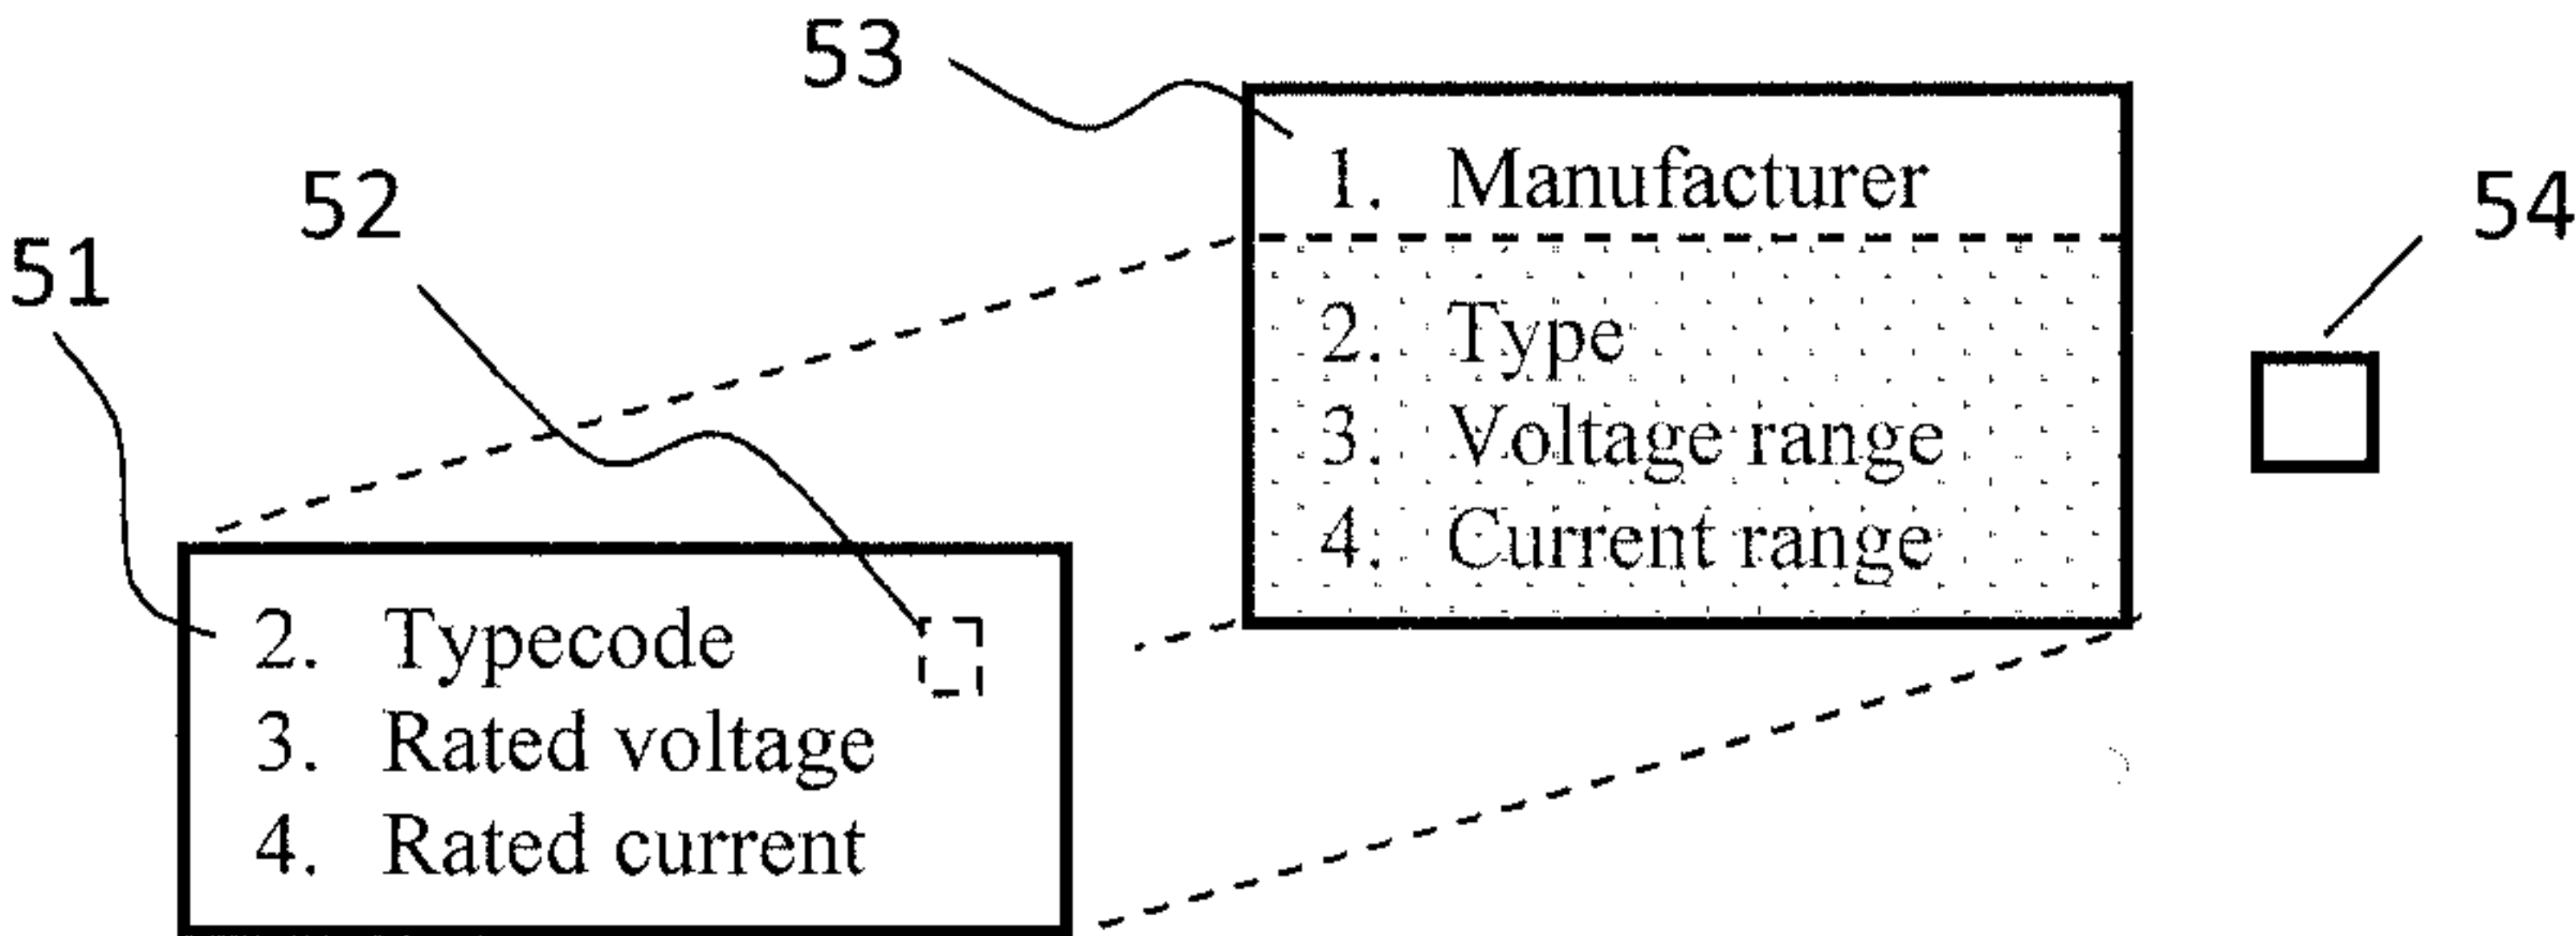 53
1. Manufacturer
54
52
51
2. Type
3. Voltage range
4. Current range
2. Typecode
3. Rated voltage
4. Rated current